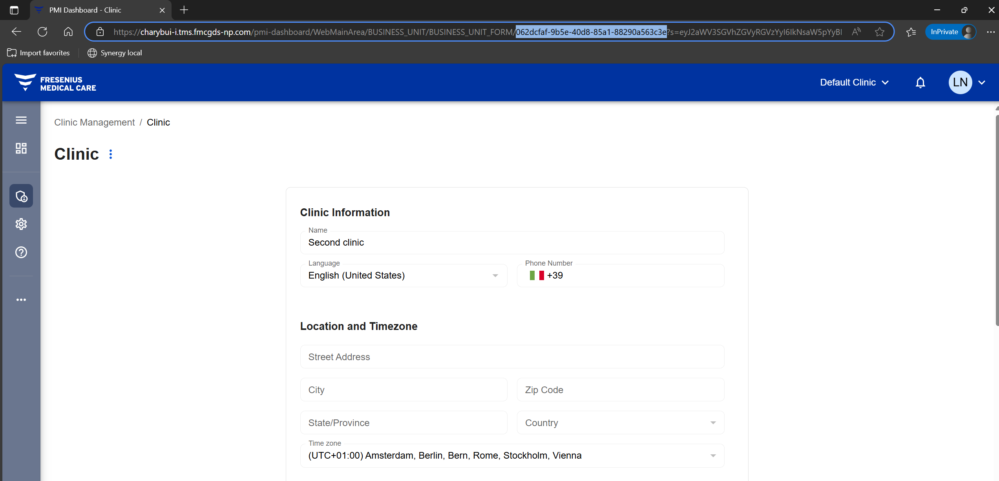 PMI Dashboard - Clinic
https://charybui-i.tms.fmcgds-np.com/pmi-dashboard/WebMainArea/BUSINESS_UNIT/BUSINESS_UNIT_FORM/062dcfaf-9b5e-40d8-85a1-88290a563c3e?s=eyJ2aWV3SGVhZGVyRGVzYyI6IkNsaW5pYyBI
InPrivate
Import favorites
Synergy local
FRESENIUS
MEDICAL CARE
Default Clinic
LN
Clinic Management / Clinic
Clinic
Clinic Information
Name
Second clinic
Language
English (United States)
Phone Number
+39
Location and Timezone
Street Address
City
Zip Code
State/Province
Country
Time zone
(UTC+01:00) Amsterdam, Berlin, Bern, Rome, Stockholm, Vienna